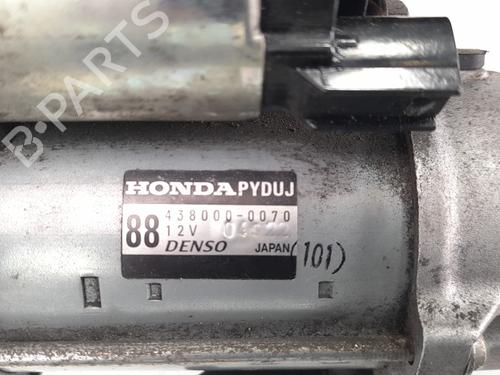 B-PARTS
HONDA PYDUJ
88 438000-0070
12V
DENSO JAPAN (101)